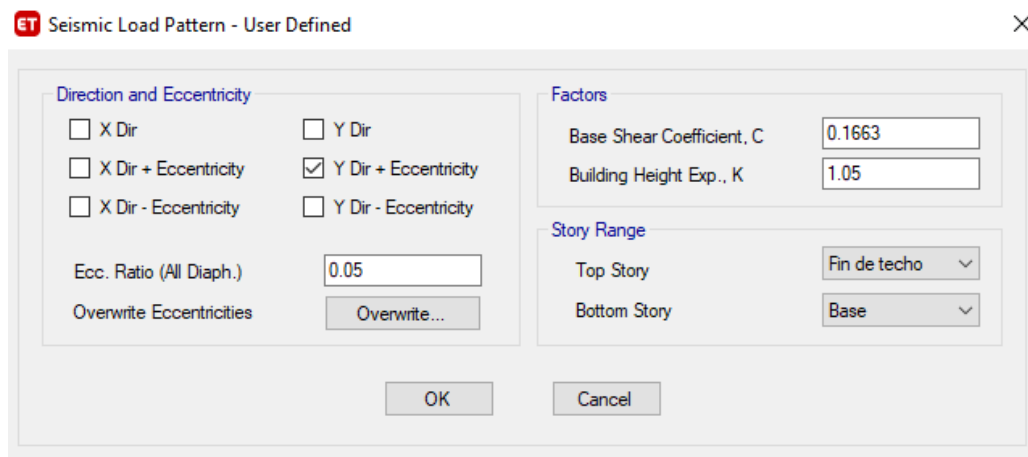 ET Seismic Load Pattern - User Defined
Direction and Eccentricity
X Dir Y Dir
X Dir + Eccentricity Y Dir + Eccentricity
X Dir - Eccentricity Y Dir - Eccentricity
Ecc. Ratio (All Diaph.) 0.05
Overwrite Eccentricities Overwrite...
Factors
Base Shear Coefficient, C 0.1663
Building Height Exp., K 1.05
Story Range
Top Story Fin de techo
Bottom Story Base
OK Cancel